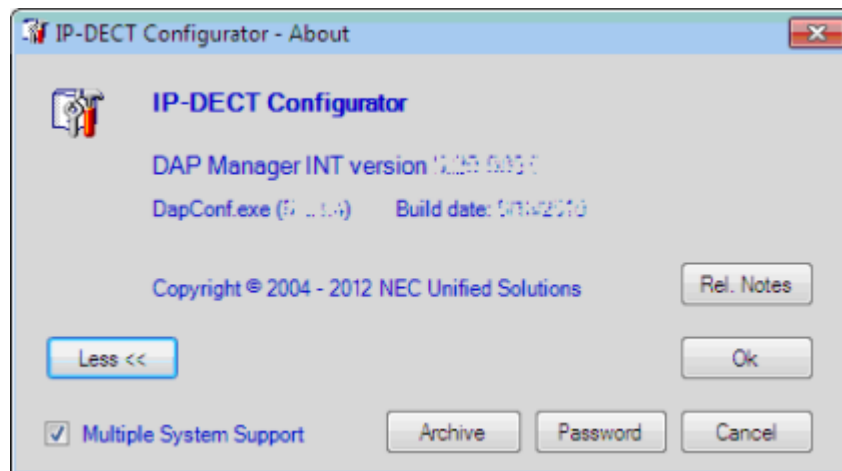 IP-DECT Configurator - About
IP-DECT Configurator
DAP Manager INT version
DapConf.exe ( ) Build date:
Copyright © 2004 - 2012 NEC Unified Solutions
Rel. Notes
Less <<
Ok
Multiple System Support
Archive
Password
Cancel